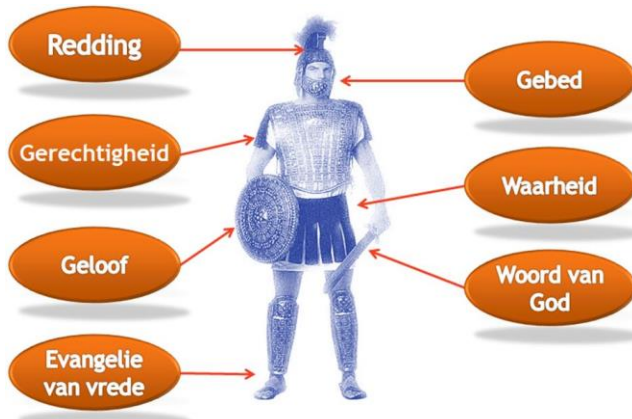 Redding
Gebed
Gerechtigheid
Waarheid
Geloof
Woord van
God
Evangelie
van vrede